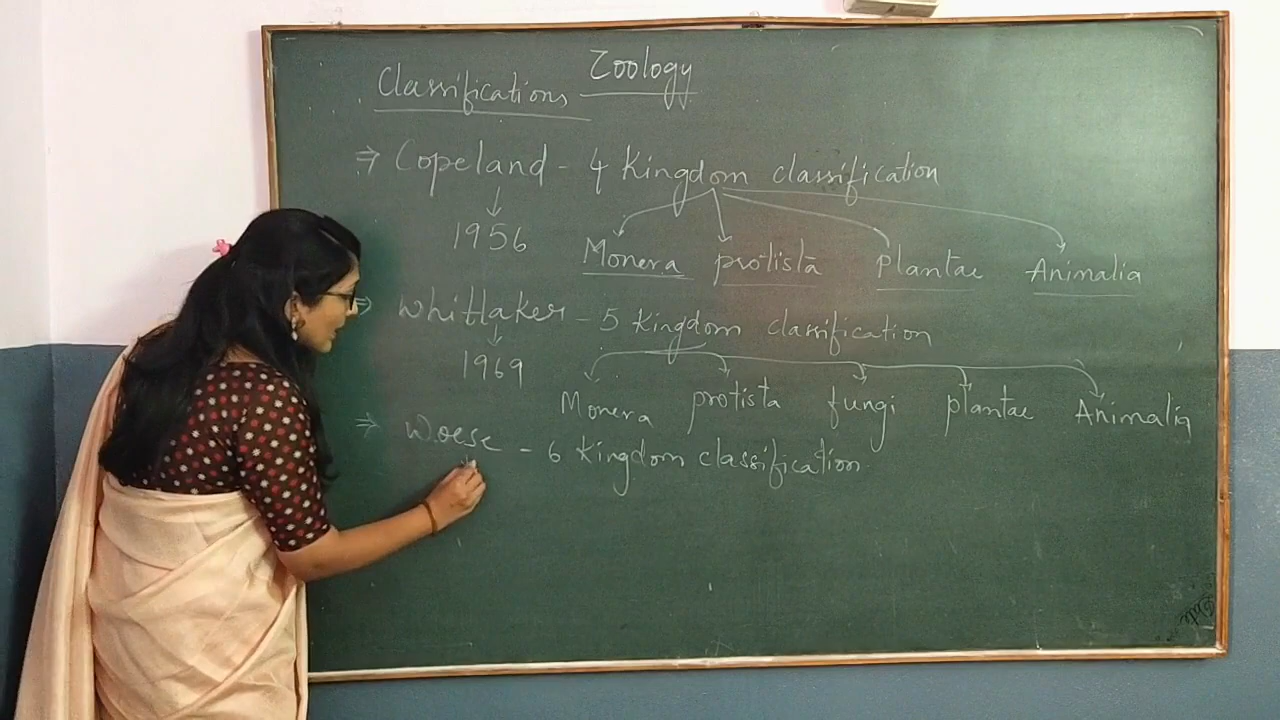 Zoology
Classifications
⇒ Copeland - 4 Kingdom classification
1956
Monera protista plantae Animalia
⇒ Whittaker - 5 Kingdom classification
1969
Monera protista fungi plantae Animalia
⇒ Woese - 6 Kingdom classification